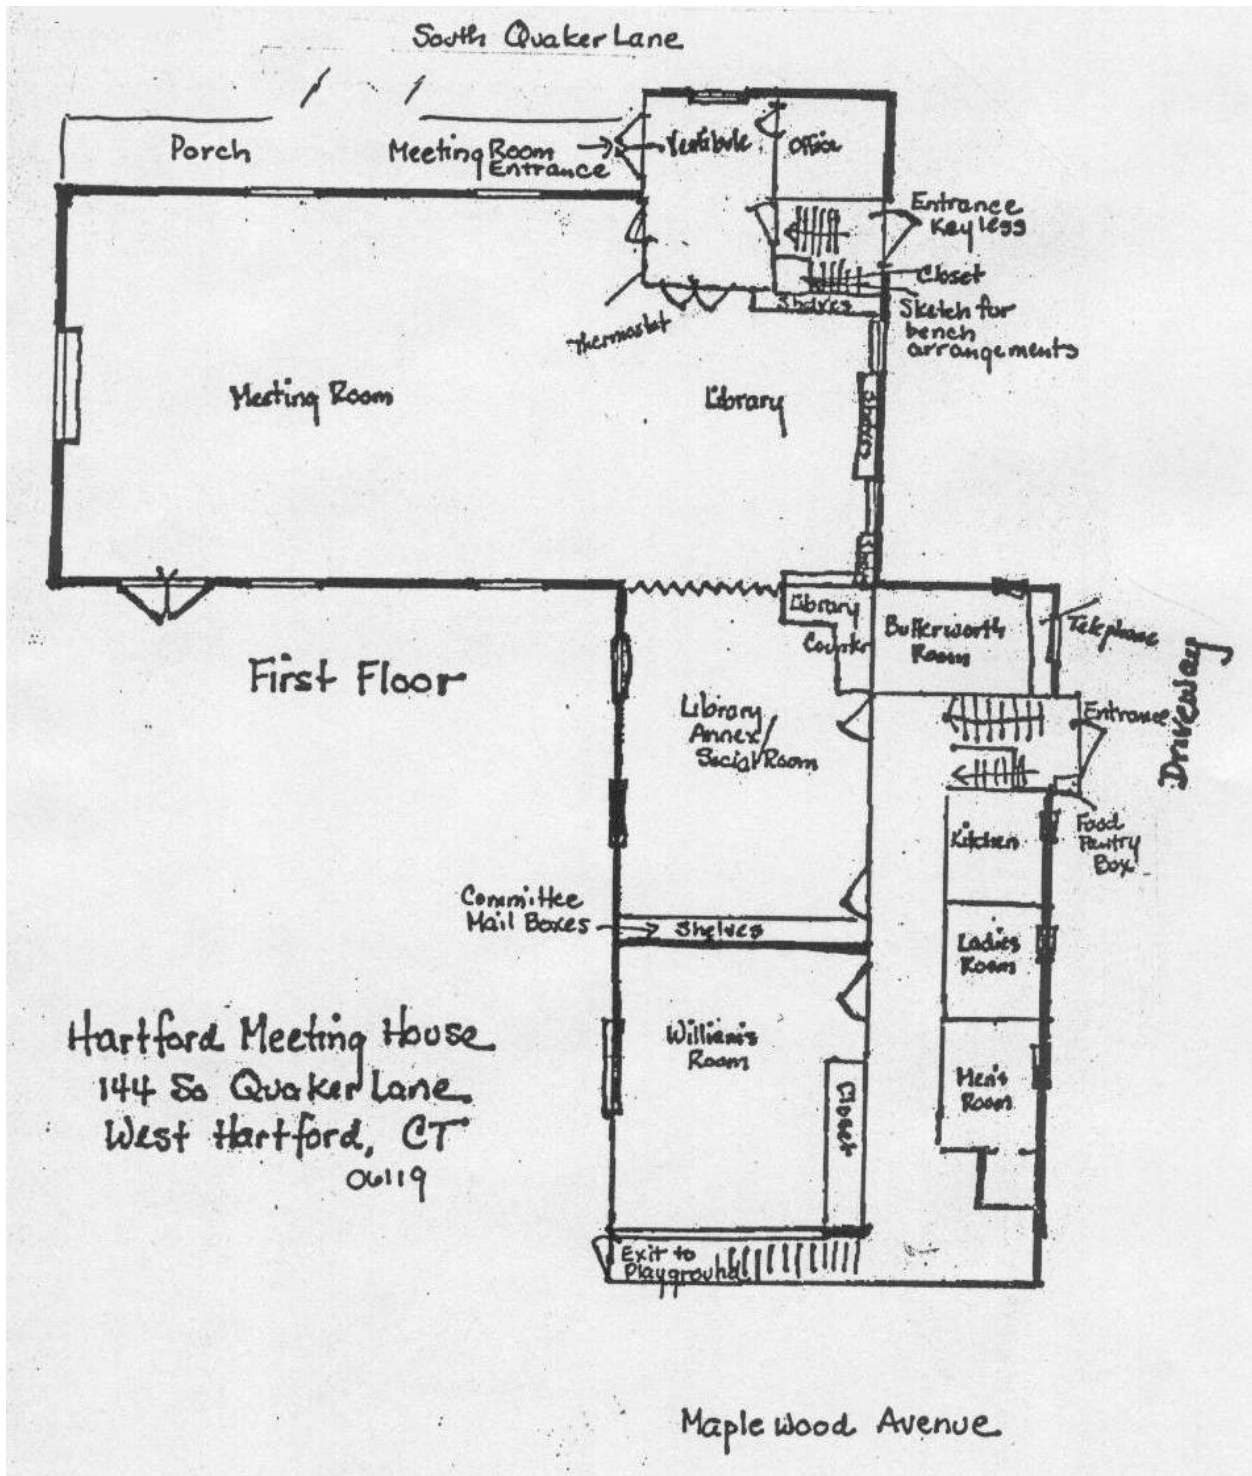 South Quaker Lane
Porch
Meeting Room
Entrance
Vestibule
Office
Entrance
Keyless
Closet
Sketch for
bench
arrangements
Shelves
Thermostat
Meeting Room
Library
Shelves
Library
Counter
Butterworth
Room
Telephone
Driveway
First Floor
Library
Annex/
Social Room
Entrance
Kitchen
Food
Pantry
Box
Committee
Mail Boxes
Shelves
Ladies
Room
Hartford Meeting House
144 So Quaker Lane
West Hartford, CT
06119
William's
Room
Closet
Men's
Room
Exit to
Playground
Maplewood Avenue